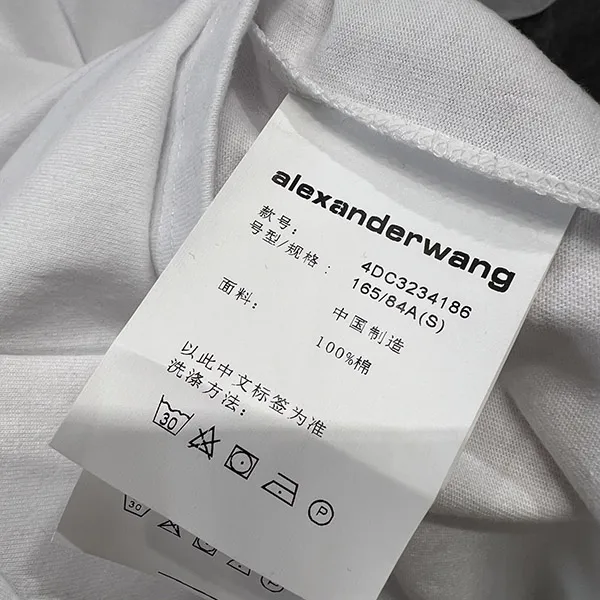 alexanderwang
款号: 4DC3234186
号型/规格: 165/84A(S)
中国制造
面料: 100%棉
以此中文标签为准
洗涤方法:
30
P
30
P